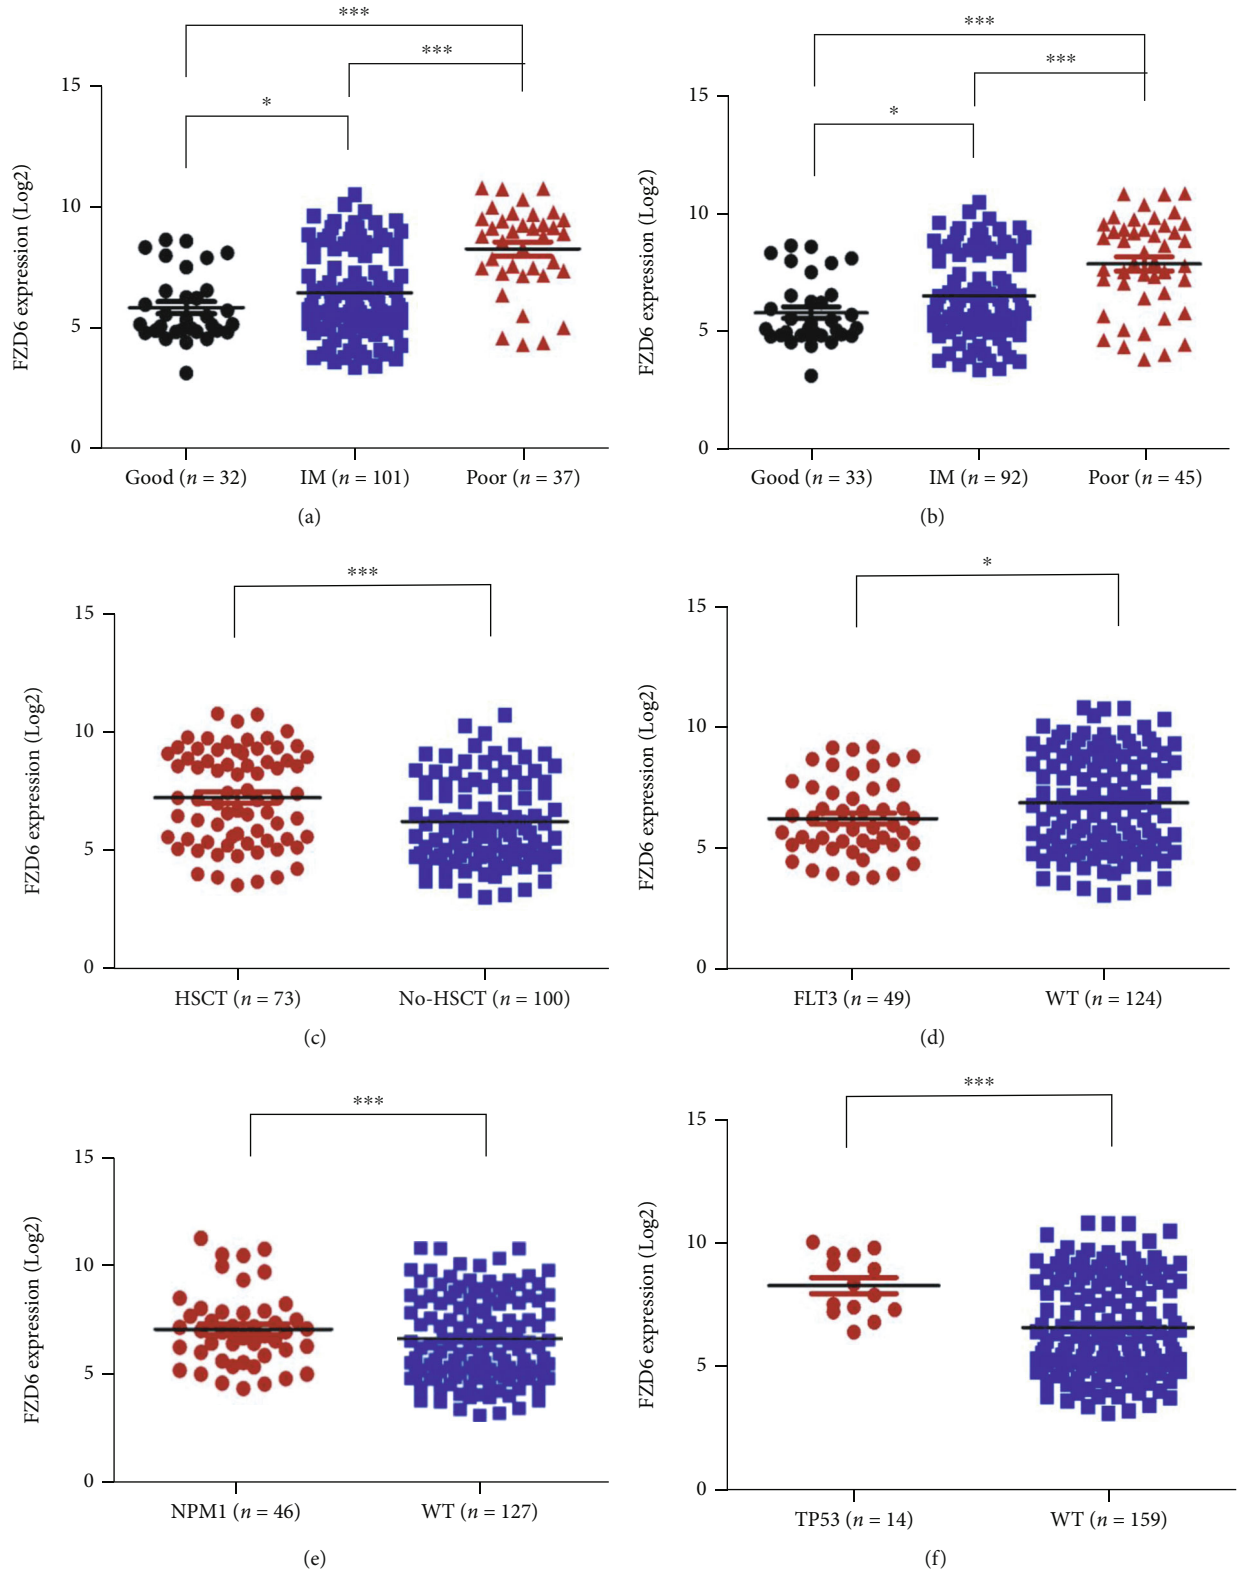 ***
***
*
15
10
5
0
FZD6 expression (Log2)
Good (n = 32)
IM (n = 101)
Poor (n = 37)
(a)
***
***
*
15
10
5
0
FZD6 expression (Log2)
Good (n = 33)
IM (n = 92)
Poor (n = 45)
(b)
***
15
10
5
0
FZD6 expression (Log2)
HSCT (n = 73)
No-HSCT (n = 100)
(c)
*
15
10
5
0
FZD6 expression (Log2)
FLT3 (n = 49)
WT (n = 124)
(d)
***
15
10
5
0
FZD6 expression (Log2)
NPM1 (n = 46)
WT (n = 127)
(e)
***
15
10
5
0
FZD6 expression (Log2)
TP53 (n = 14)
WT (n = 159)
(f)